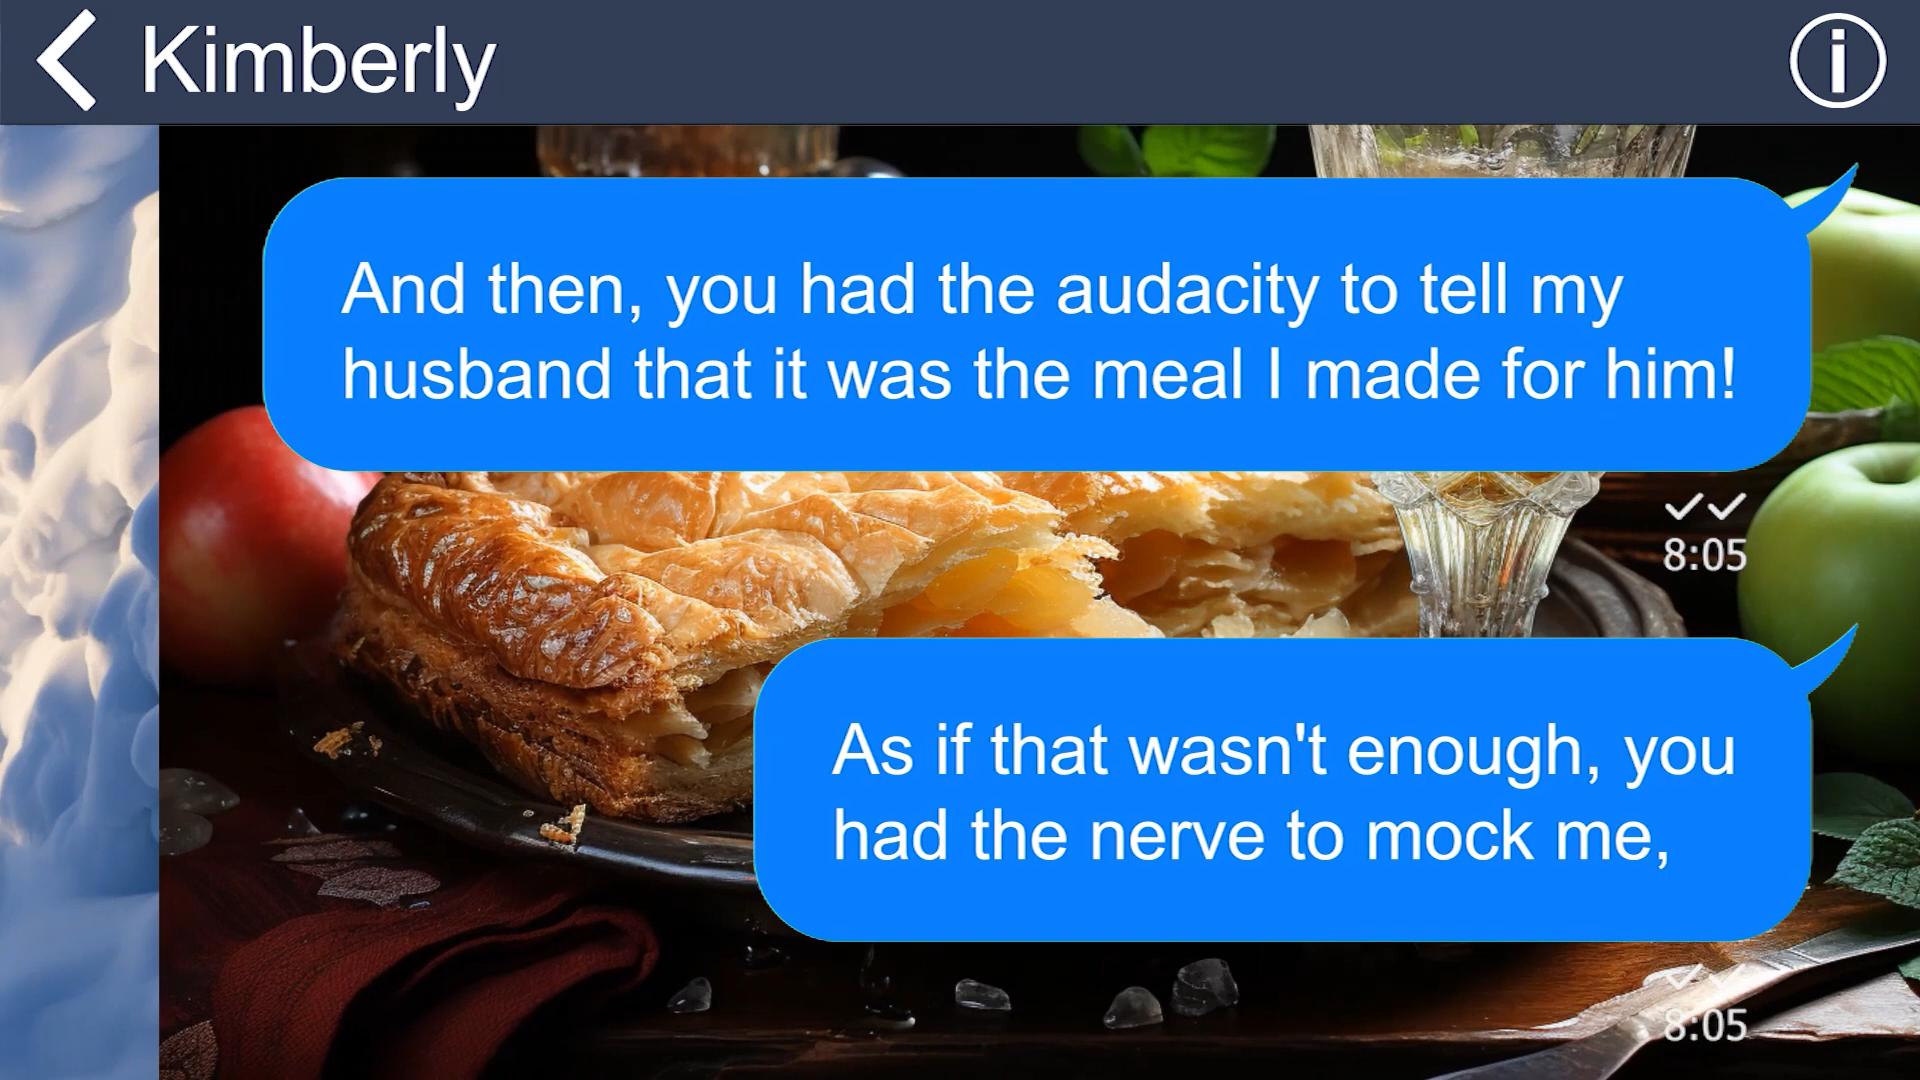 Kimberly
And then, you had the audacity to tell my
husband that it was the meal I made for him!
8:05
As if that wasn't enough, you
had the nerve to mock me,
8:05